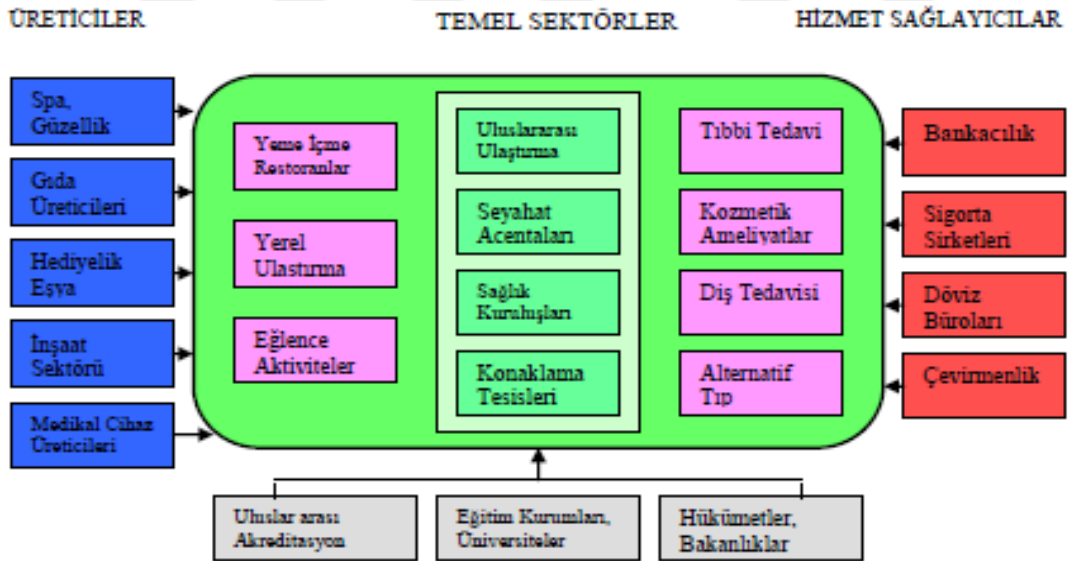 ÜRETİCİLER
TEMEL SEKTÖRLER
HİZMET SAĞLAYICILAR
Spa,
Güzellik
Gıda
Üreticileri
Hediyelik
Eşya
İnşaat
Sektörü
Medikal Cihaz
Üreticileri
Yeme İçme
Restoranlar
Yerel
Ulastırma
Eğlence
Aktiviteler
Uluslararası
Ulaştırma
Seyahat
Acentaları
Sağlık
Kuruluşları
Konaklama
Tesisleri
Tıbbi Tedavi
Kozmetik
Ameliyatlar
Diş Tedavisi
Alternatif
Tıp
Bankacılık
Sigorta
Sirketleri
Döviz
Büroları
Çevirmenlik
Uluslar arası
Akreditasyon
Eğitim Kurumları,
Üniversiteler
Hükümetler,
Bakanlıklar